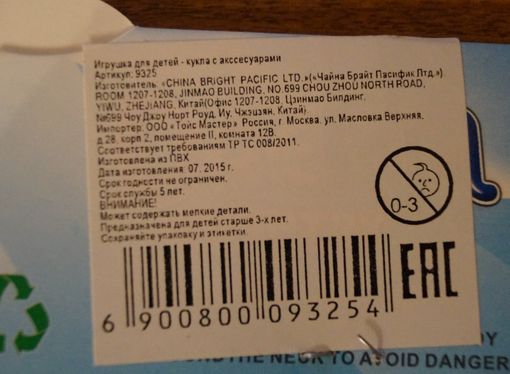 Игрушка для детей - кукла с акссесуарами
Артикул: 9325
Изготовитель: «CHINA BRIGHT PACIFIC LTD.»(«Чайна Брайт Пасифик Лтд.»)
ROOM 1207-1208, JINMAO BUILDING, NO.699 CHOU ZHOU NORTH ROAD,
YIWU, ZHEJIANG, Китай(Офис 1207-1208, Цзинмао Билдинг,
№699 Чоу Джоу Норт Роуд, Иу, Чжэцзян, Китай)
Импортер: ООО «Тойс Мастер» Россия, г. Москва, ул. Масловка Верхняя,
д.28, корп 2, помещение II, комната 12В.
Соответствует требованиям ТР ТС 008/2011.
Изготовлена из ПВХ
Дата изготовления: 07. 2015 г.
Срок годности не ограничен.
Срок службы 5 лет.
ВНИМАНИЕ!
Может содержать мелкие детали.
Предназначена для детей старше 3-х лет.
Сохраняйте упаковку и этикетки.
0-3
EAC
6 900800 093254
THE NECK TO AVOID DANGER